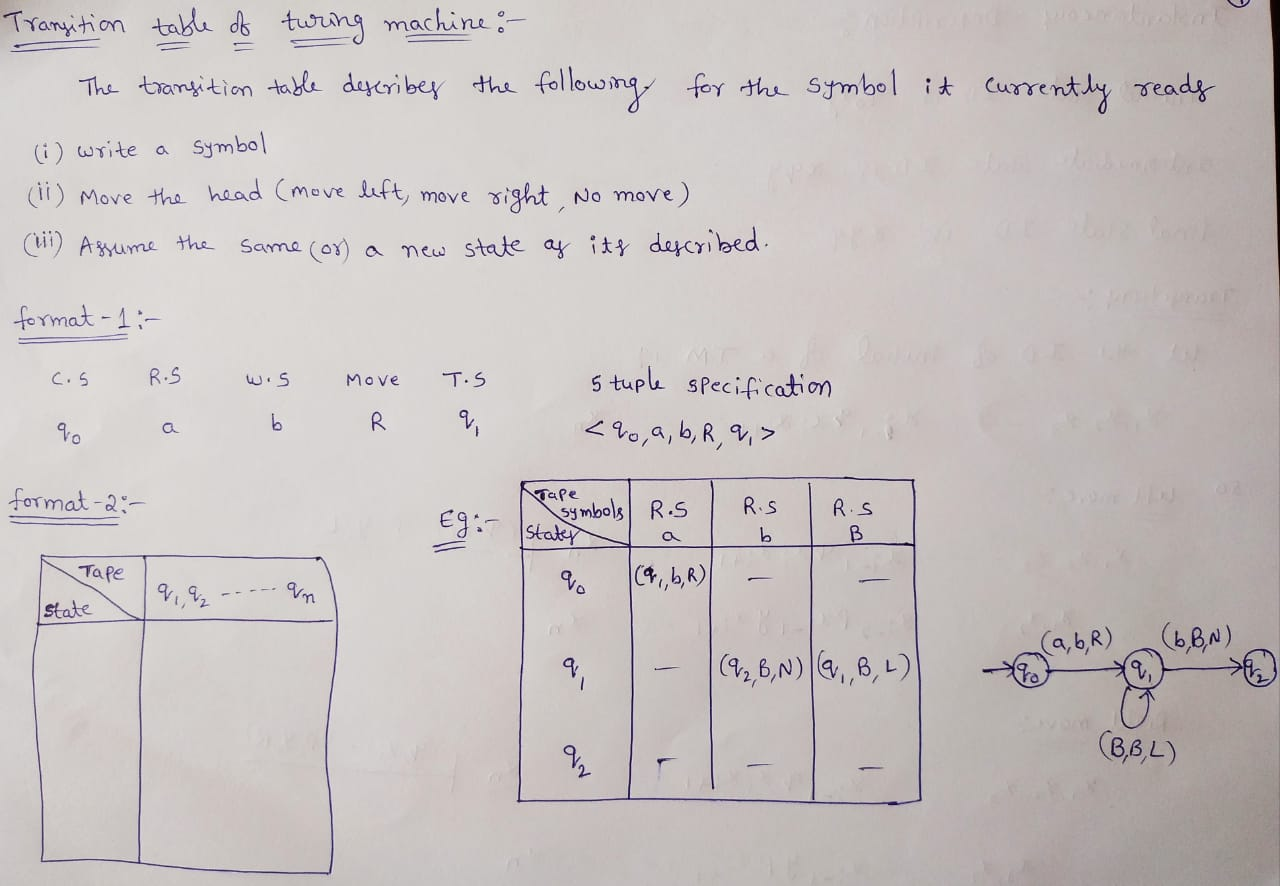 Transition table of turing machine :-
The transition table describes the following for the symbol it currently reads
(i) write a symbol
(ii) Move the head (move left, move right, No move)
(iii) Assume the same (or) a new state as its described.
format - 1 :-
C.S R.S W.S Move T.S
q₀ a b R q₁
5 tuple specification
<q₀, a, b, R, q₁>
format - 2 :-
Tape
State
q₁, q₂ ----- qₙ
Eg :-
Tape symbols
States
R.S a
R.S b
R.S B
q₀ (q₁, b, R) — —
q₁ — (q₂, B, N) (q₁, B, L)
q₂ — — —
(a, b, R) (b, B, N)
q₀ q₁ q₂
(B, B, L)